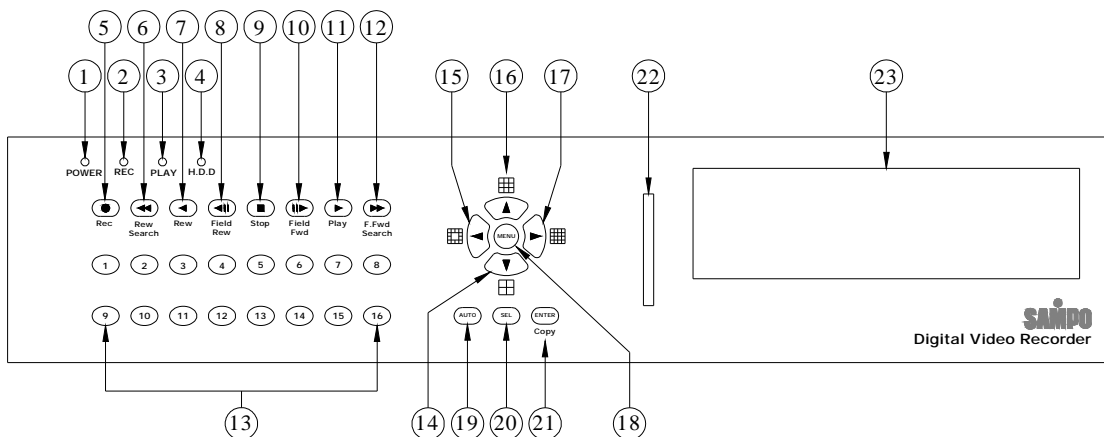 5 6 7 8 9 10 11 12
1 2 3 4 15 16 17 22 23
POWER REC PLAY H.D.D
Rec Rew Search Rew Field Rew Stop Field Fwd Play F.Fwd Search
MENU
1 2 3 4 5 6 7 8
9 10 11 12 13 14 15 16
AUTO SEL ENTER
Copy
SAMPO
Digital Video Recorder
13 14 19 20 21 18